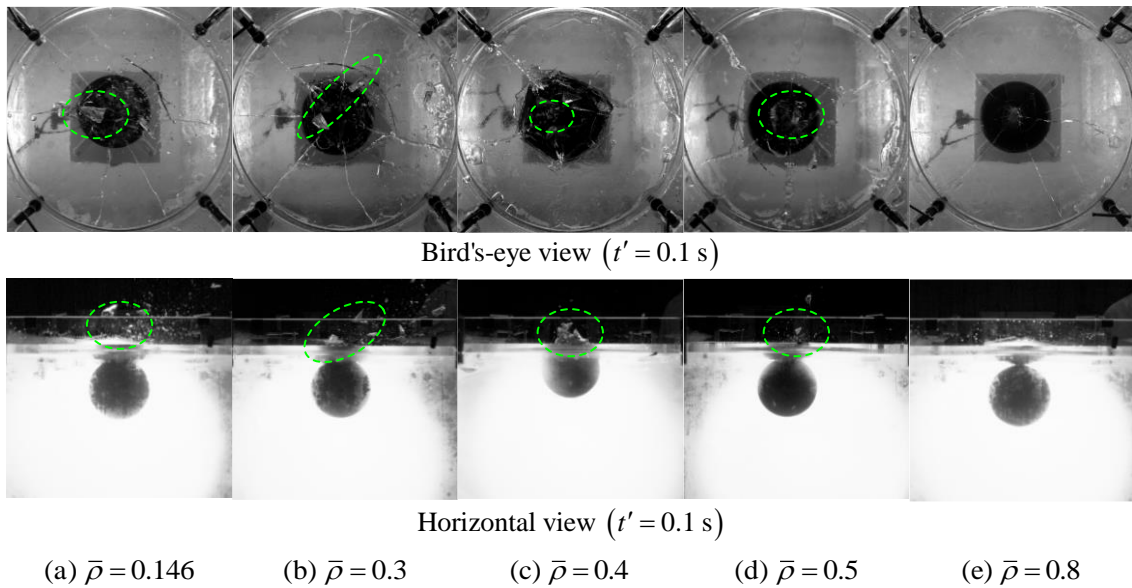 Bird's-eye view (t′ = 0.1 s)
Horizontal view (t′ = 0.1 s)
(a) ρ̄ = 0.146 (b) ρ̄ = 0.3 (c) ρ̄ = 0.4 (d) ρ̄ = 0.5 (e) ρ̄ = 0.8